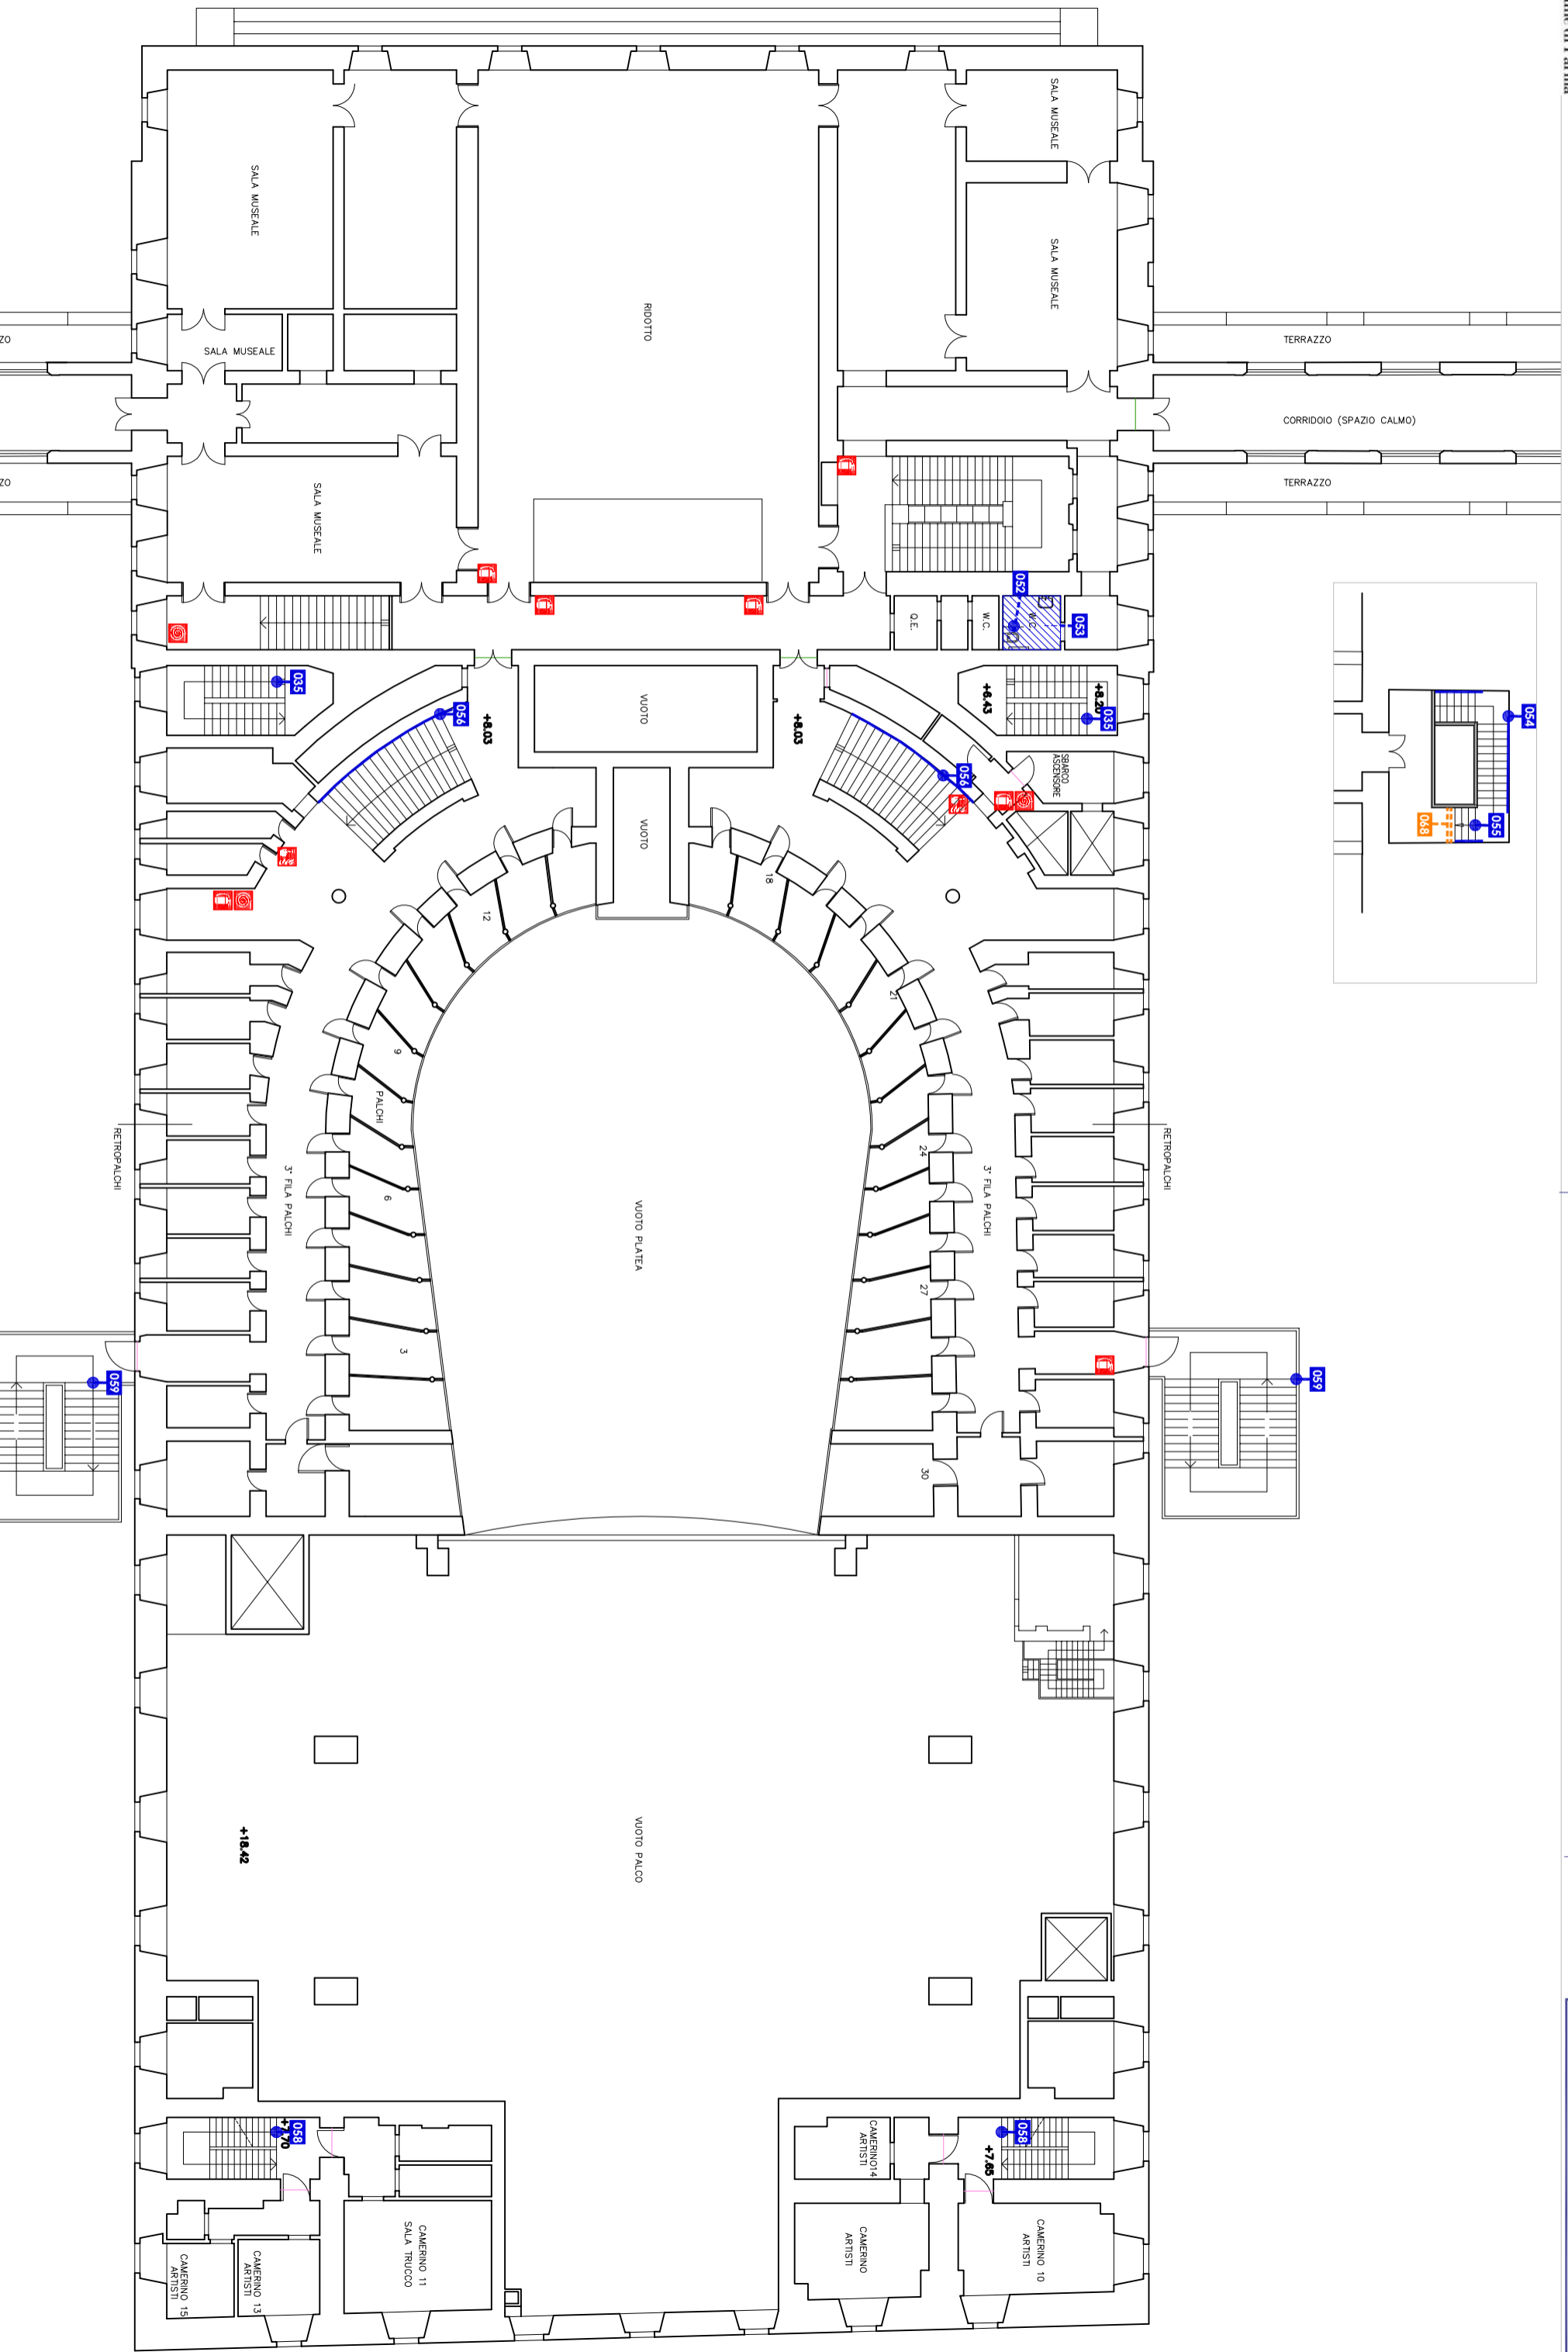 SALA MUSEALE
SALA MUSEALE
SALA MUSEALE
RIDOTTO
TERRAZZO
SALA MUSEALE
CORRIDOIO (SPAZIO CALMO)
TERRAZZO
SALA MUSEALE
052
053
Q.E.
W.C.
W.C.
035
056
+8.03
VUOTO
+8.03
+6.43
+8.20
035
054
055
068
SBARCO
ASCENSORE
056
VUOTO
18
12
21
9
PALCHI
24
RETROPALCHI
RETROPALCHI
3° FILA PALCHI
3° FILA PALCHI
6
VUOTO PLATEA
27
3
059
059
30
VUOTO PALCO
+18.42
058
+7.70
058
+7.65
CAMERINO14
ARTISTI
CAMERINO 10
ARTISTI
CAMERINO
ARTISTI
CAMERINO 11
SALA TRUCCO
CAMERINO 13
ARTISTI
CAMERINO 15
ARTISTI